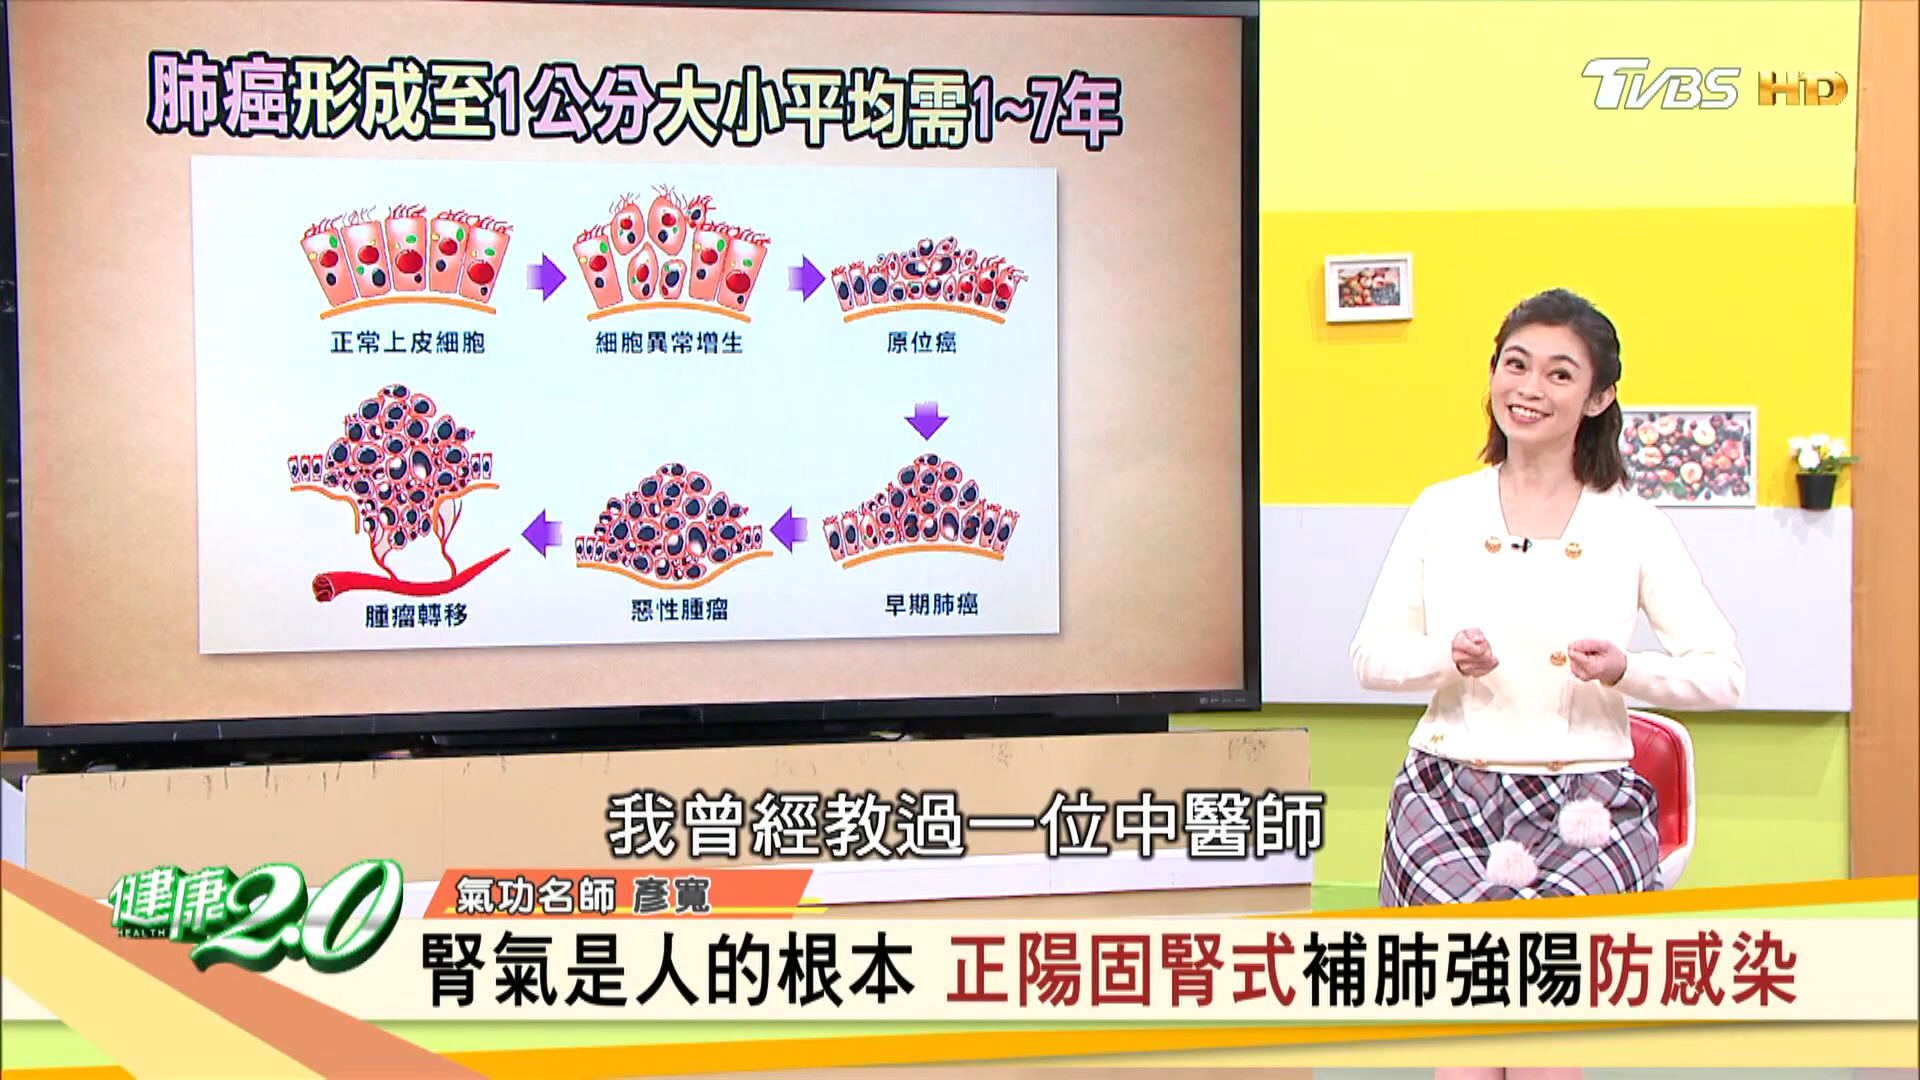 肺癌形成至1公分大小平均需1~7年
TVBS HD
正常上皮細胞
細胞異常增生
原位癌
腫瘤轉移
惡性腫瘤
早期肺癌
我曾經教過一位中醫師
健康2.0
HEALTH
氣功名師 彥寬
腎氣是人的根本 正陽固腎式補肺強陽防感染